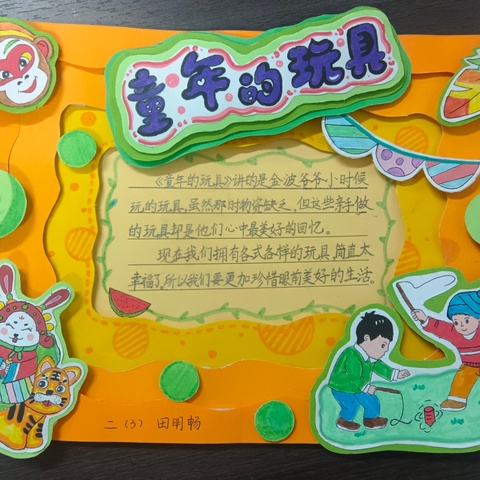 童年的玩具
《童年的玩具》讲的是金波爷爷小时候
玩的玩具,虽然那时物资缺乏,但这些亲手做
的玩具却是他们心中最美好的回忆。
现在我们拥有各式各样的玩具,简直太
幸福了,所以我们要更加珍惜眼前美好的生活。
二(3) 田明畅